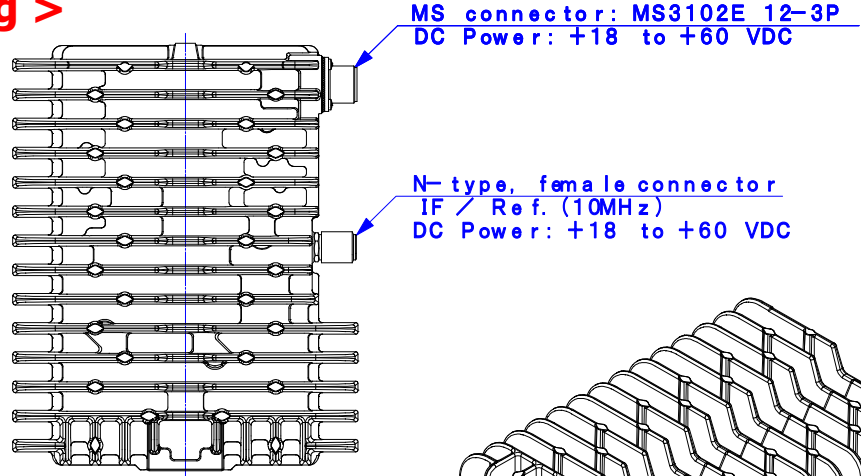 g >
MS connector: MS3102E 12-3P
DC Power: +18 to +60 VDC
N-type, female connector
IF / Ref. (10MHz)
DC Power: +18 to +60 VDC